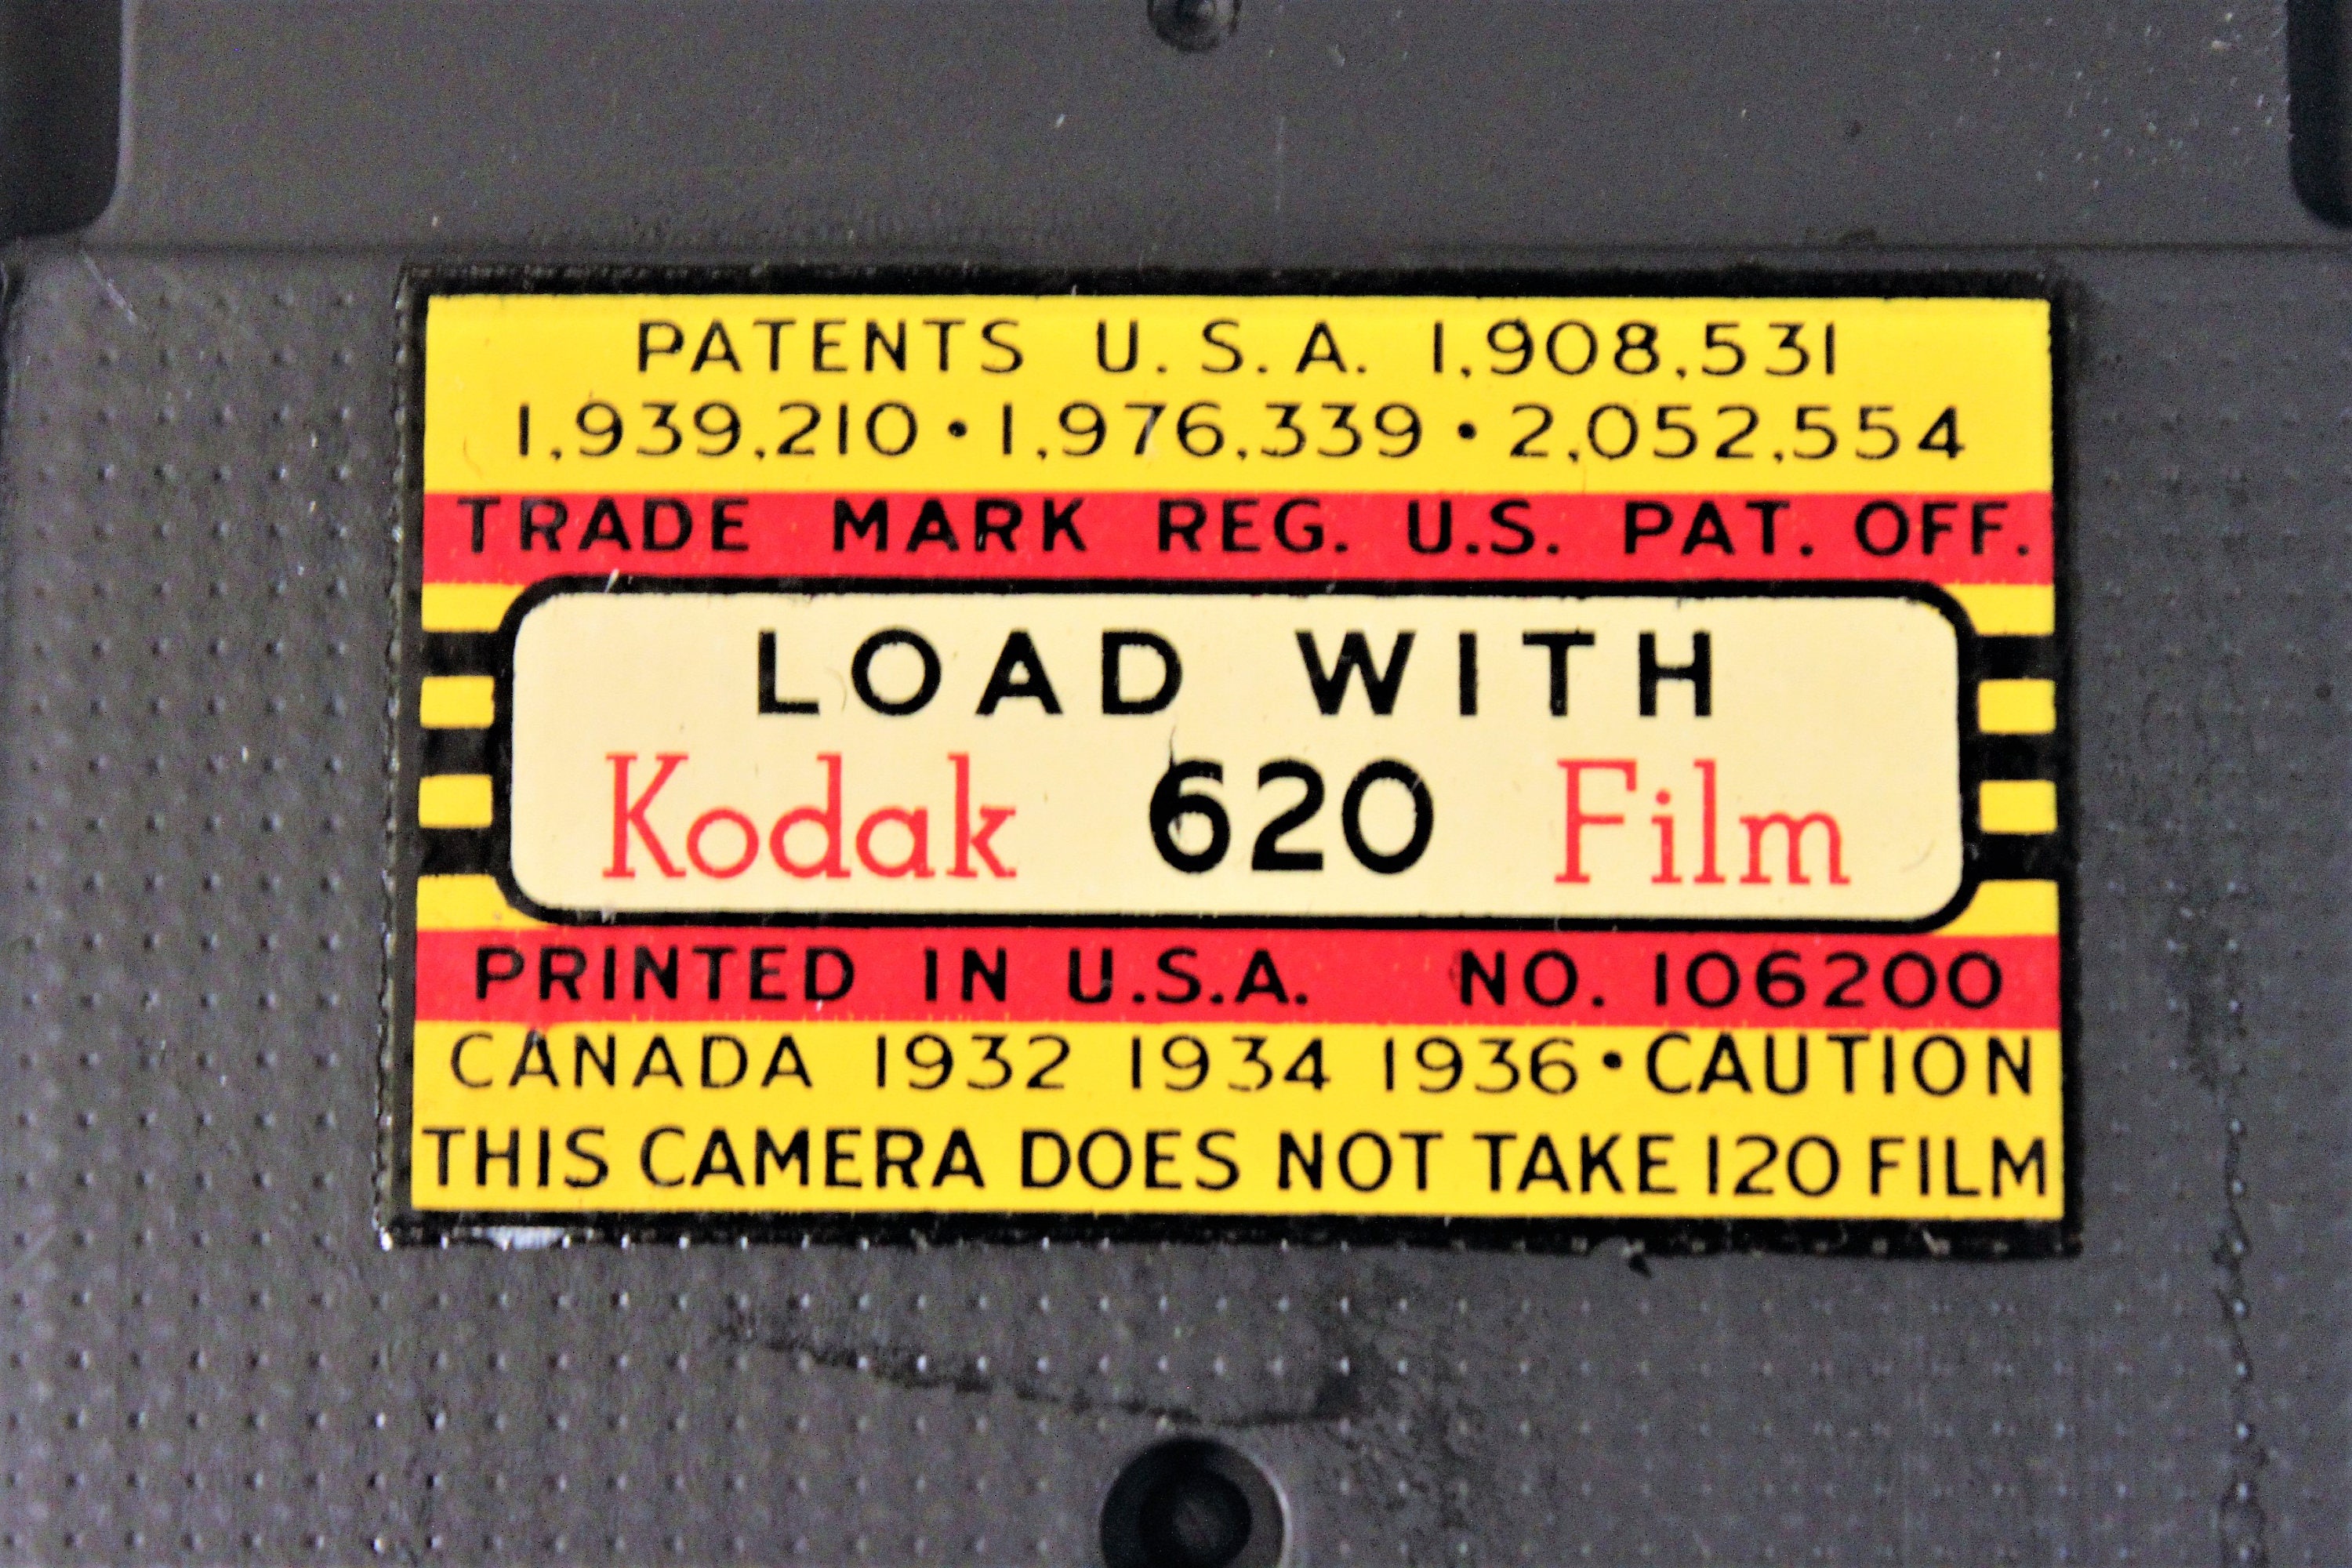 PATENTS U.S.A. 1,908,531
1,939,210 • 1,976,339 • 2,052,554
TRADE MARK REG. U.S. PAT. OFF.
LOAD WITH
Kodak 620 Film
PRINTED IN U.S.A. NO. 106200
CANADA 1932 1934 1936 • CAUTION
THIS CAMERA DOES NOT TAKE 120 FILM